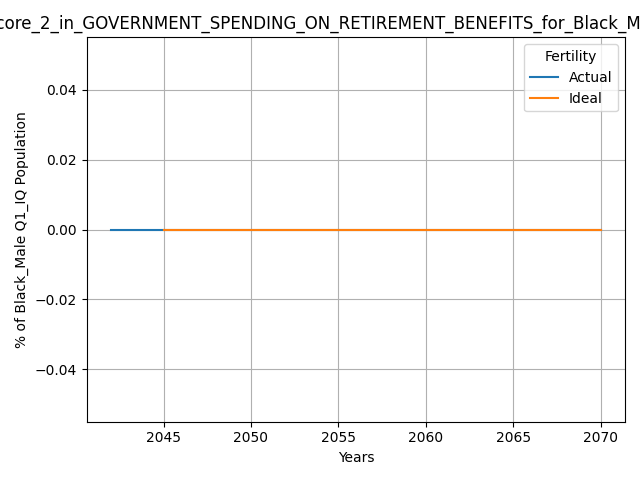 core_2_in_GOVERNMENT_SPENDING_ON_RETIREMENT_BENEFITS_for_Black_M
Fertility
Actual
Ideal
0.04
0.02
0.00
−0.02
−0.04
% of Black_Male Q1_IQ Population
2045 2050 2055 2060 2065 2070
Years